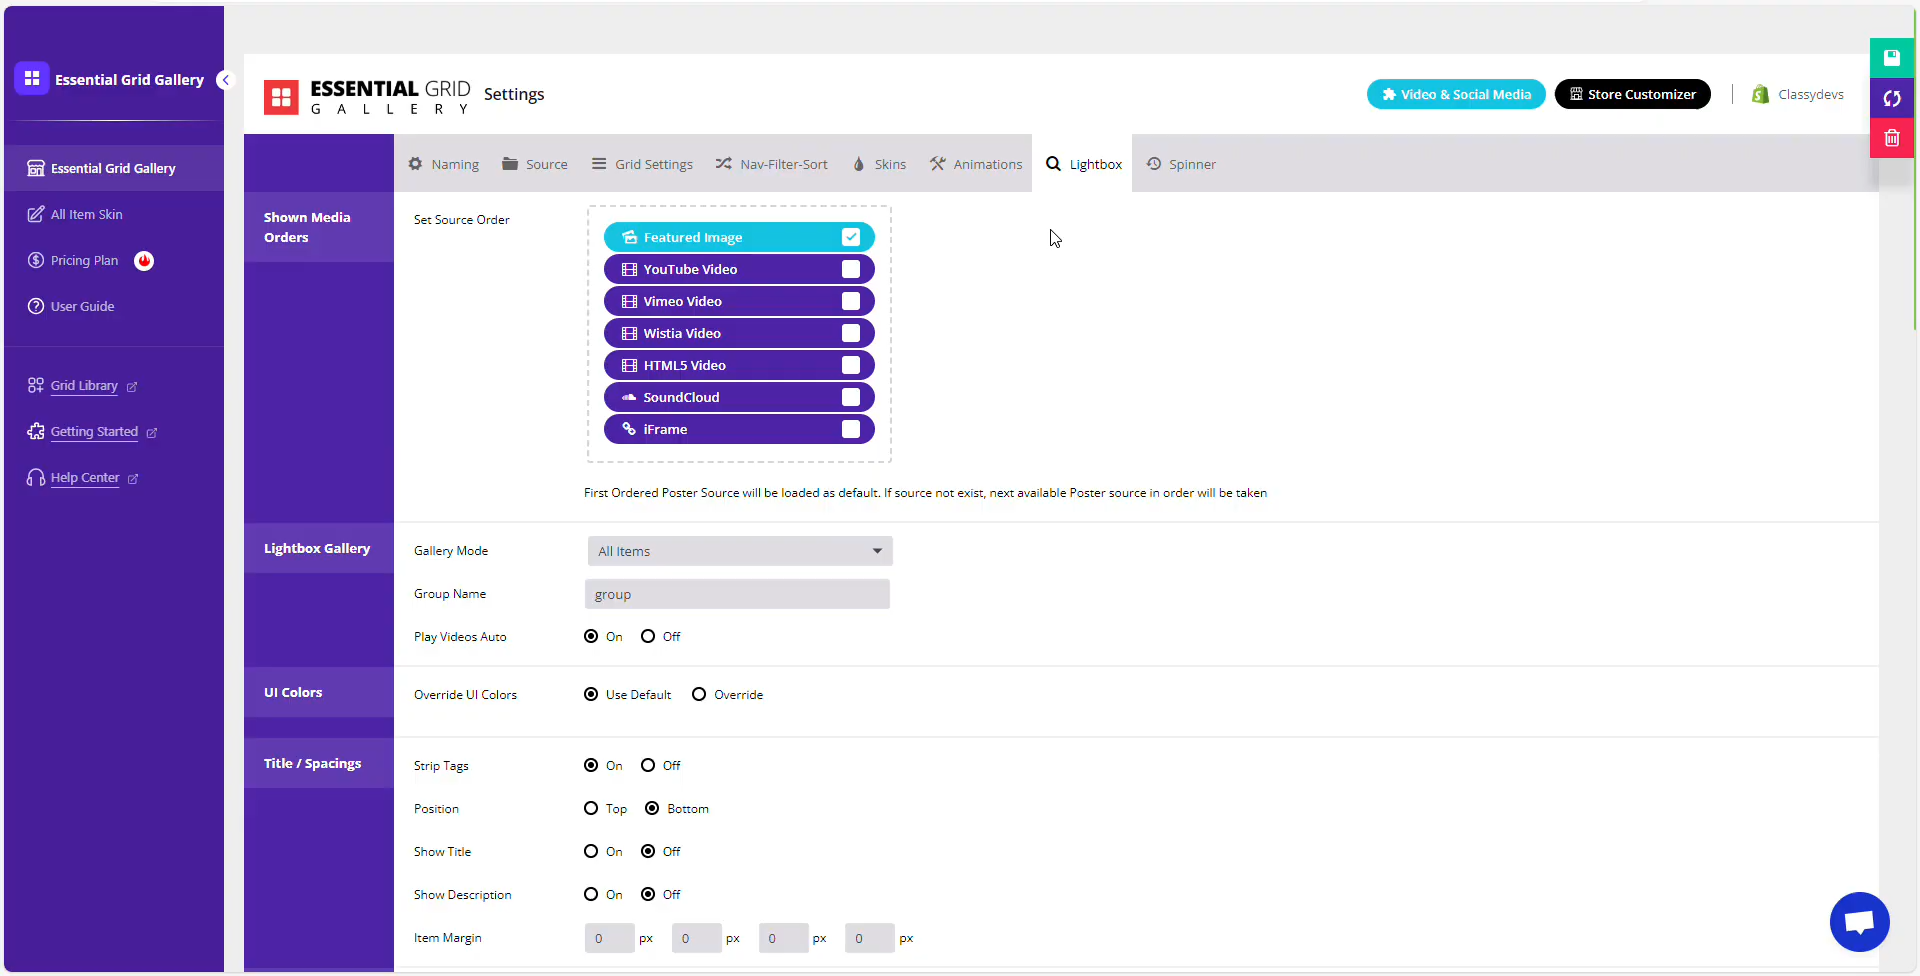 Essential Grid Gallery
Essential Grid Gallery
All Item Skin
Pricing Plan
User Guide
Grid Library
Getting Started
Help Center
ESSENTIAL GRID
GALLERY
Settings
Video & Social Media
Store Customizer
Classydevs
Naming
Source
Grid Settings
Nav-Filter-Sort
Skins
Animations
Lightbox
Spinner
Shown Media
Orders
Set Source Order
Featured Image
YouTube Video
Vimeo Video
Wistia Video
HTML5 Video
SoundCloud
iFrame
First Ordered Poster Source will be loaded as default. If source not exist, next available Poster source in order will be taken
Lightbox Gallery
Gallery Mode
All Items
Group Name
group
Play Videos Auto
On Off
UI Colors
Override UI Colors
Use Default Override
Title / Spacings
Strip Tags
On Off
Position
Top Bottom
Show Title
On Off
Show Description
On Off
Item Margin
0 px 0 px 0 px 0 px